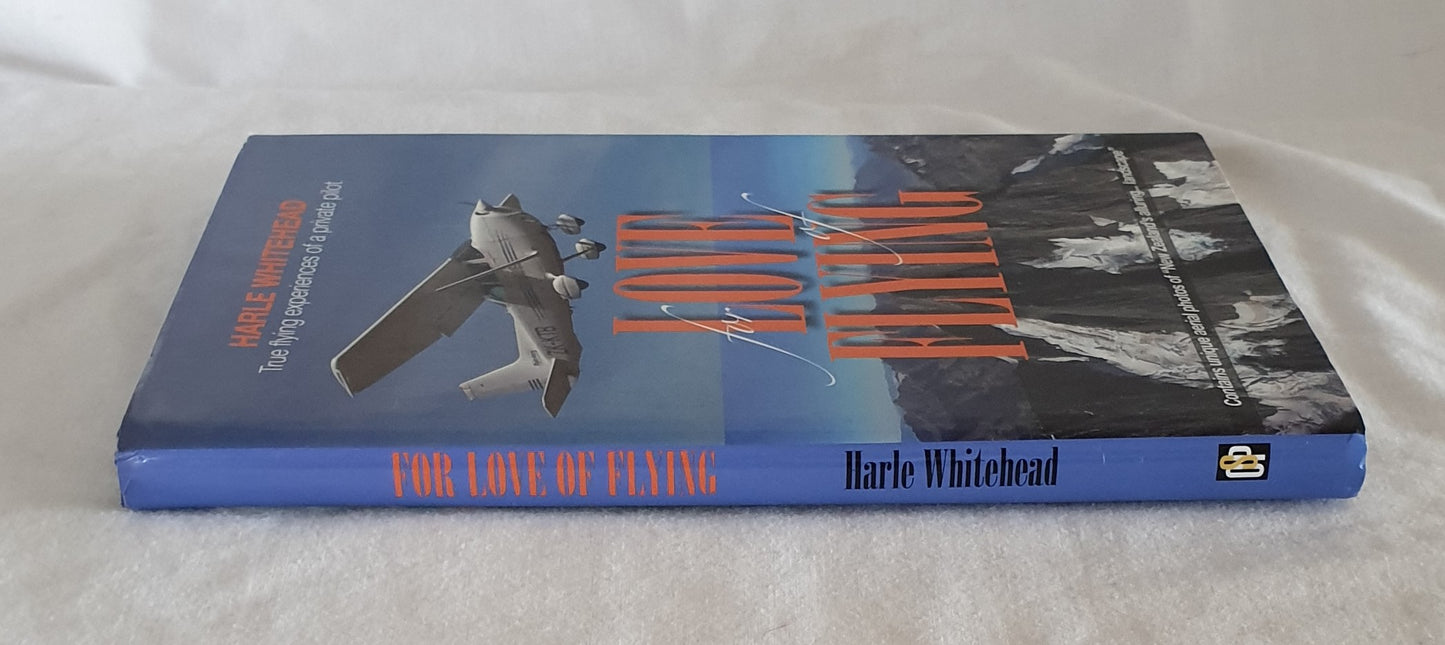 HARLE WHITEHEAD
True flying experiences of a private pilot
for LOVE of
FLYING
Contains unique aerial photos of "New Zealand's alluring... landscape"
FOR LOVE OF FLYING
Harle Whitehead